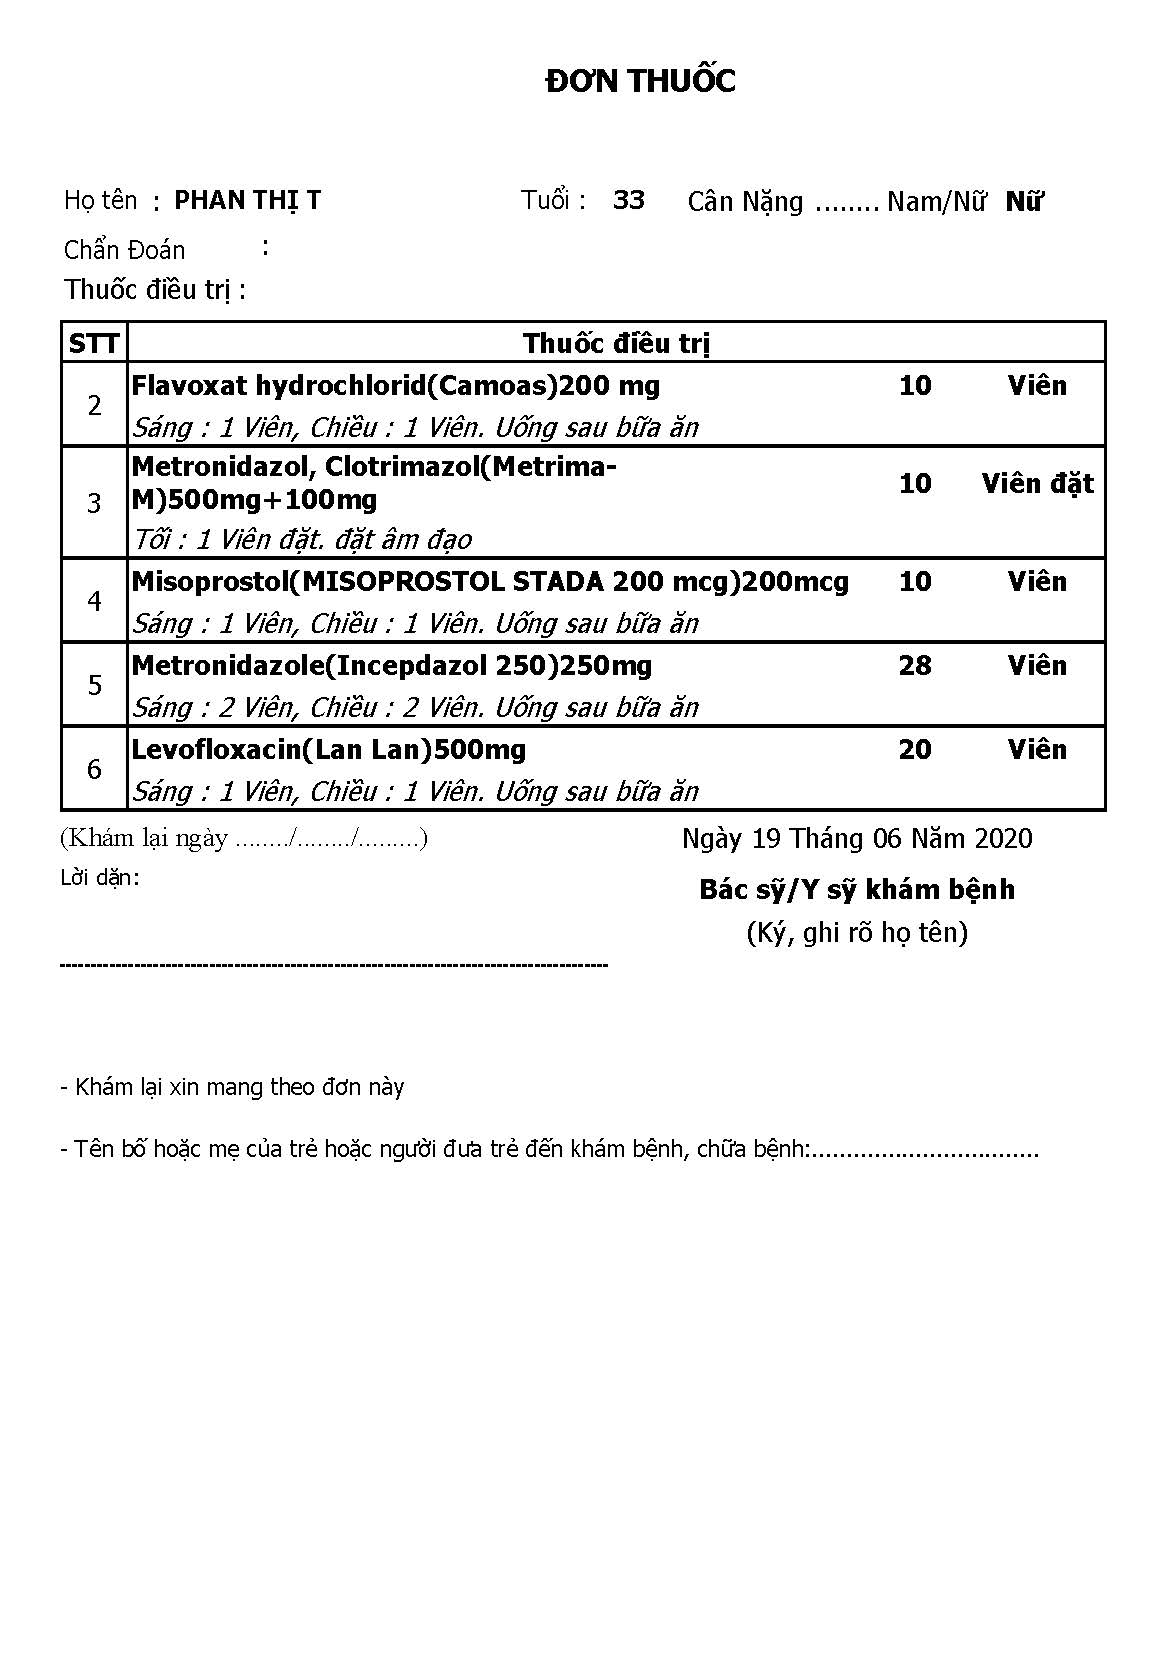 ĐƠN THUỐC
Họ tên : PHAN THỊ T Tuổi : 33 Cân Nặng ........ Nam/Nữ Nữ
Chẩn Đoán :
Thuốc điều trị :
STT Thuốc điều trị
2 Flavoxat hydrochlorid(Camoas)200 mg 10 Viên
Sáng : 1 Viên, Chiều : 1 Viên. Uống sau bữa ăn
3 Metronidazol, Clotrimazol(Metrima-
M)500mg+100mg 10 Viên đặt
Tối : 1 Viên đặt. đặt âm đạo
4 Misoprostol(MISOPROSTOL STADA 200 mcg)200mcg 10 Viên
Sáng : 1 Viên, Chiều : 1 Viên. Uống sau bữa ăn
5 Metronidazole(Incepdazol 250)250mg 28 Viên
Sáng : 2 Viên, Chiều : 2 Viên. Uống sau bữa ăn
6 Levofloxacin(Lan Lan)500mg 20 Viên
Sáng : 1 Viên, Chiều : 1 Viên. Uống sau bữa ăn
(Khám lại ngày ......../......../.........) Ngày 19 Tháng 06 Năm 2020
Lời dặn:
Bác sỹ/Y sỹ khám bệnh
(Ký, ghi rõ họ tên)
- Khám lại xin mang theo đơn này
- Tên bố hoặc mẹ của trẻ hoặc người đưa trẻ đến khám bệnh, chữa bệnh:.................................